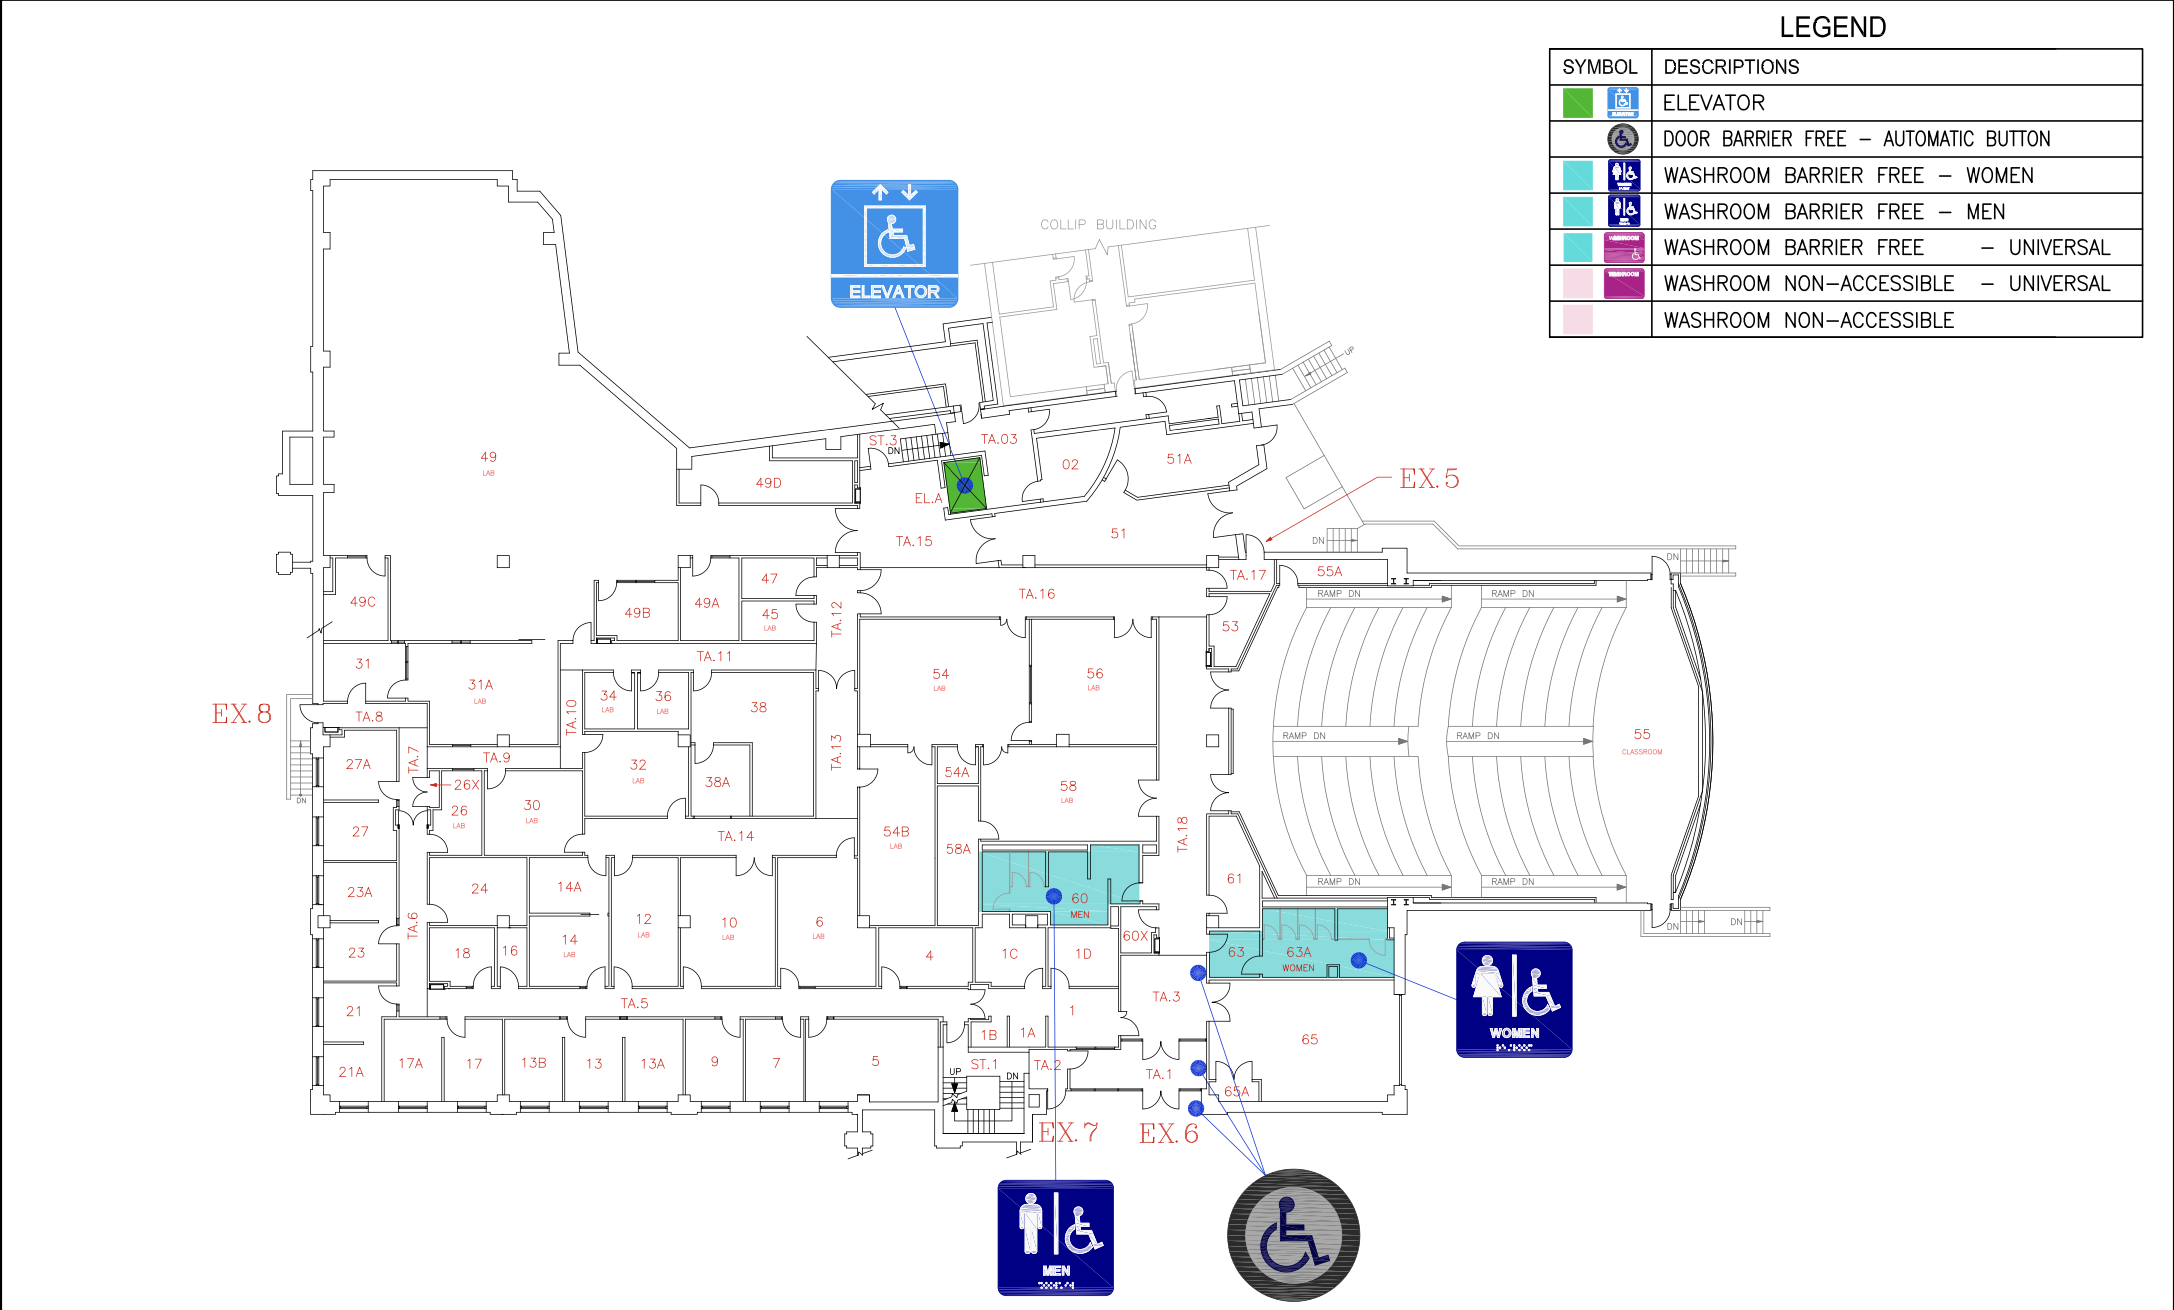 LEGEND
SYMBOL DESCRIPTIONS
ELEVATOR
DOOR BARRIER FREE - AUTOMATIC BUTTON
WASHROOM BARRIER FREE - WOMEN
WASHROOM BARRIER FREE - MEN
WASHROOM BARRIER FREE - UNIVERSAL
WASHROOM NON-ACCESSIBLE - UNIVERSAL
WASHROOM NON-ACCESSIBLE
ELEVATOR
COLLIP BUILDING
UP
ST.3
DN
TA.03
02
51A
49
LAB
49D
EL.A
EX.5
TA.15
51
DN
DN
49C
49B
49A
47
45
LAB
TA.12
TA.16
TA.17
55A
RAMP DN
RAMP DN
53
31
31A
LAB
TA.11
34
LAB
36
LAB
38
54
LAB
56
LAB
EX.8
TA.8
TA.10
TA.7
TA.9
TA.13
RAMP DN
RAMP DN
55
CLASSROOM
27A
26X
32
LAB
38A
54A
58
LAB
DN
27
26
LAB
30
LAB
TA.14
54B
LAB
58A
TA.18
23A
24
14A
61
RAMP DN
RAMP DN
TA.6
12
LAB
10
LAB
6
LAB
60
MEN
60X
DN
DN
23
18
16
14
LAB
4
1C
1D
63
63A
WOMEN
21
TA.5
1
TA.3
1B
1A
65
21A
17A
17
13B
13
13A
9
7
5
ST.1
UP
DN
TA.2
TA.1
65A
EX.7
EX.6
WOMEN
MEN